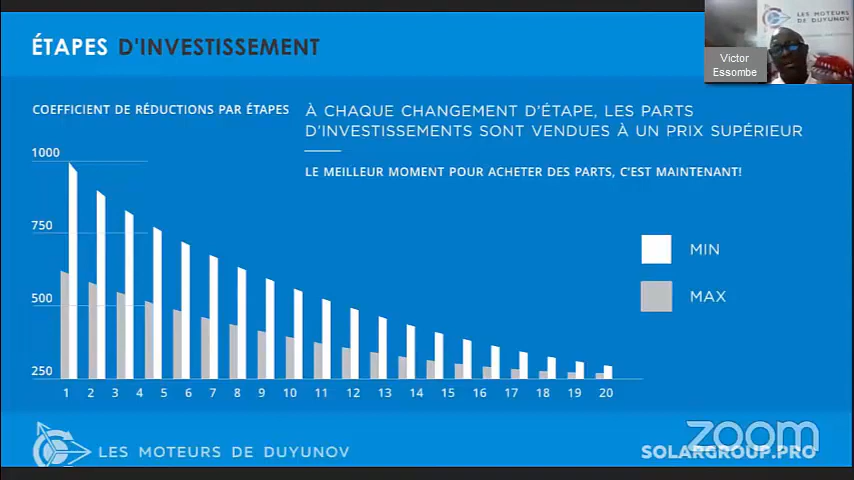 ÉTAPES D'INVESTISSEMENT
LES MOTEURS
DE DUYUNOV
Victor
Essombe
COEFFICIENT DE RÉDUCTIONS PAR ÉTAPES
À CHAQUE CHANGEMENT D'ÉTAPE, LES PARTS
D'INVESTISSEMENTS SONT VENDUES À UN PRIX SUPÉRIEUR
LE MEILLEUR MOMENT POUR ACHETER DES PARTS, C'EST MAINTENANT!
1000
750
500
250
1 2 3 4 5 6 7 8 9 10 11 12 13 14 15 16 17 18 19 20
MIN
MAX
LES MOTEURS DE DUYUNOV
zoom
SOLARGROUP.PRO